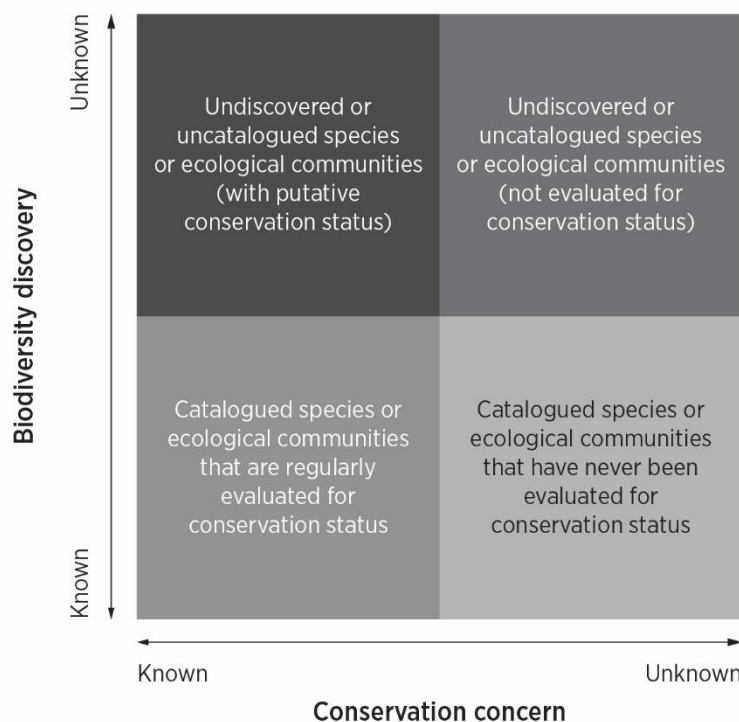 Unknown
Undiscovered or
uncatalogued species
or ecological communities
(with putative
conservation status)
Undiscovered or
uncatalogued species
or ecological communities
(not evaluated for
conservation status)
Biodiversity discovery
Catalogued species or
ecological communities
that are regularly
evaluated for
conservation status
Catalogued species or
ecological communities
that have never been
evaluated for
conservation status
Known
Known
Unknown
Conservation concern